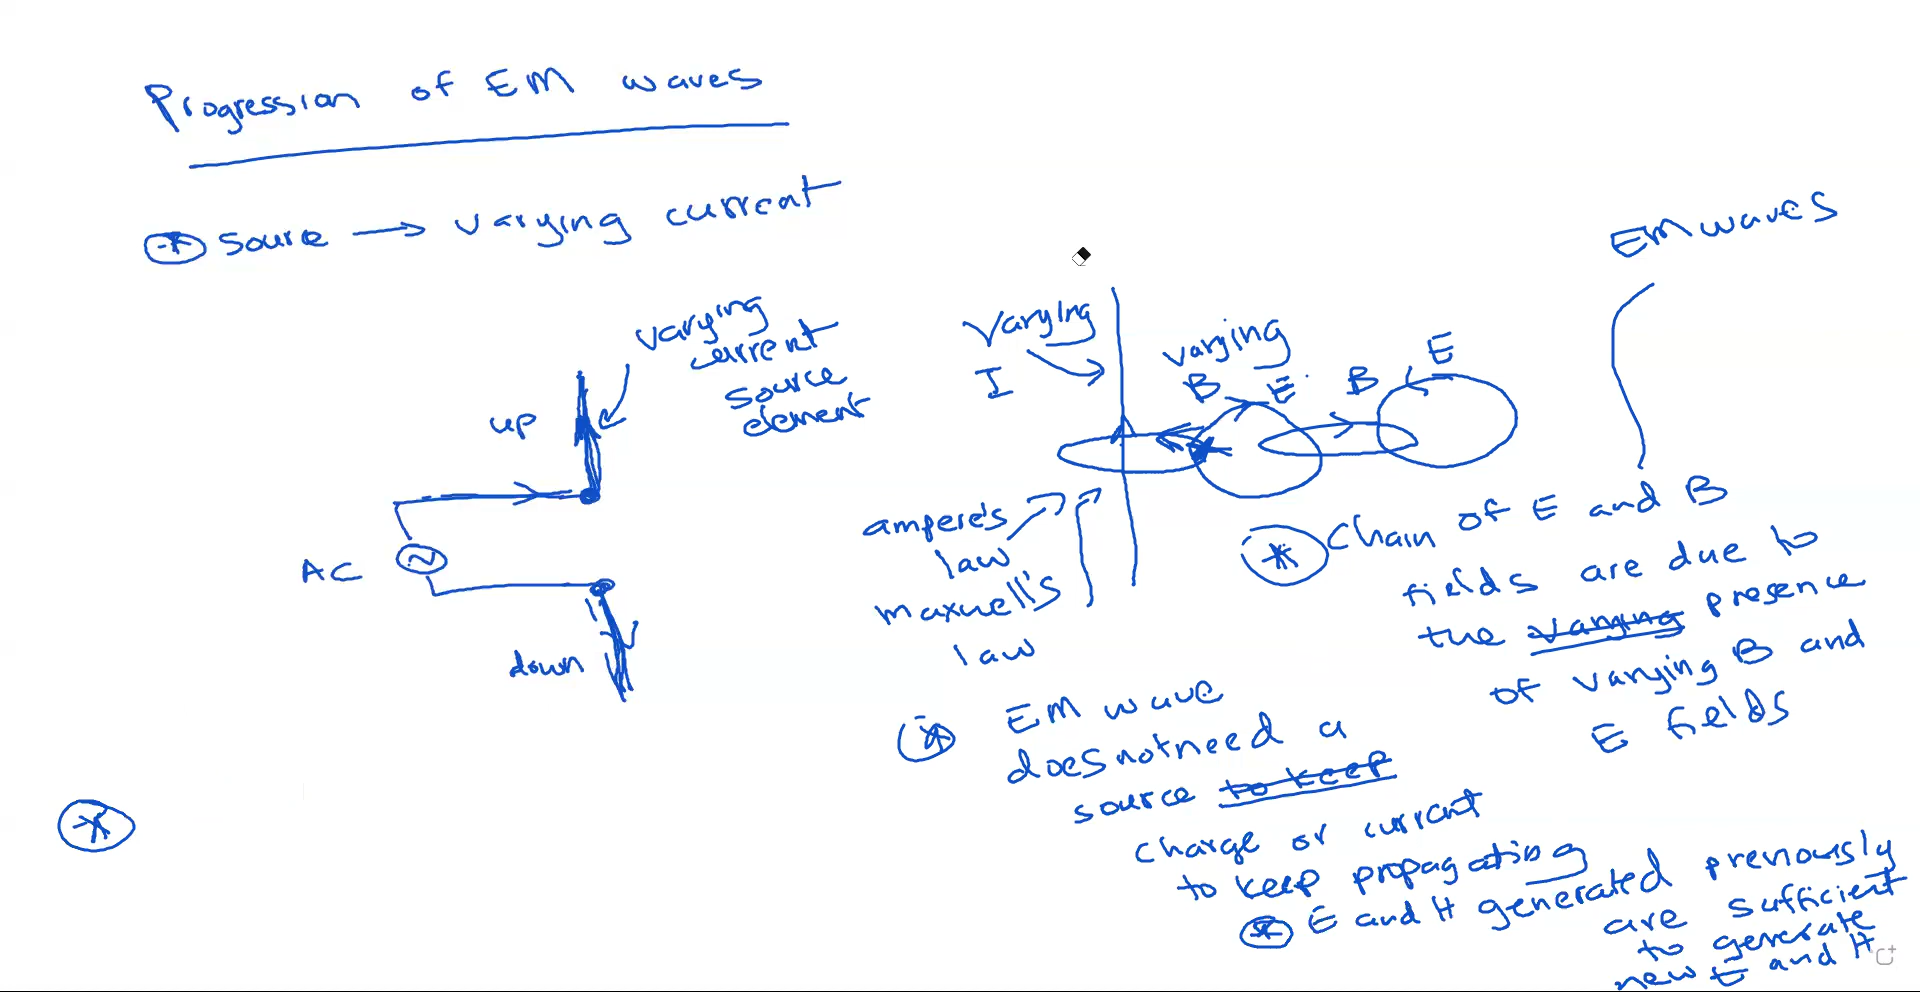 Progression of EM waves
* Source → varying current
EM waves
varying
current
source
element
up
AC
down
Varying
I
varying
B E B E
ampere's
law
maxwell's
law
* Chain of E and B
fields are due to
the varying presence
of varying B and
E fields
* EM wave
does not need a
source to keep
charge or current
to keep propagating
* E and H generated previously
are sufficient
to generate
new E and H
*